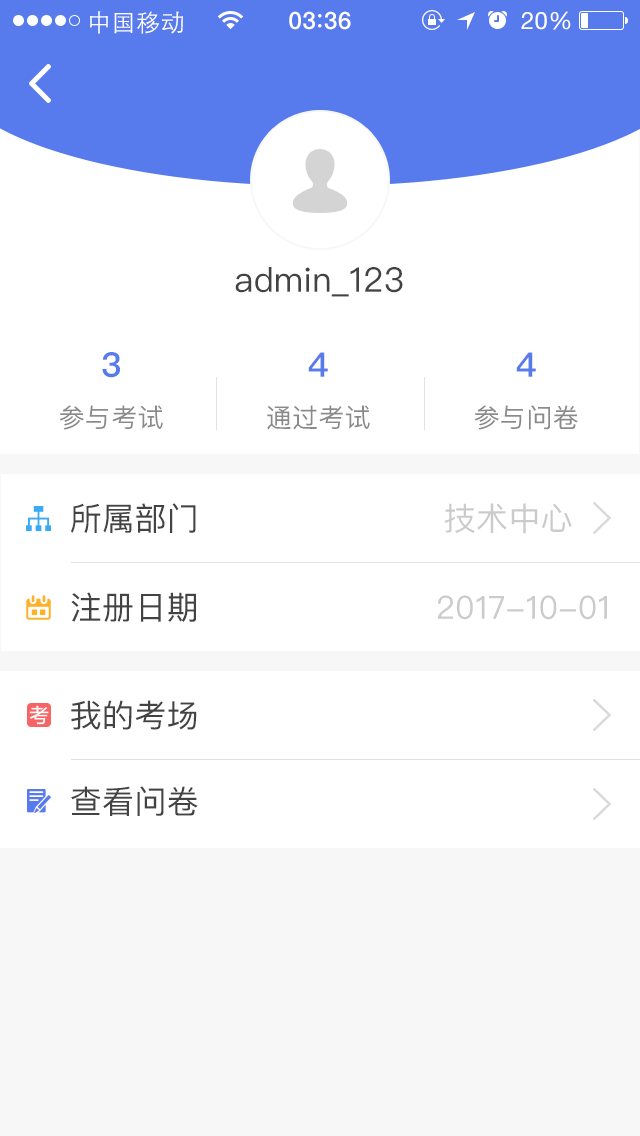 中国移动 03:36 20%
admin_123
3 4 4
参与考试 通过考试 参与问卷
所属部门 技术中心
注册日期 2017-10-01
考 我的考场
查看问卷